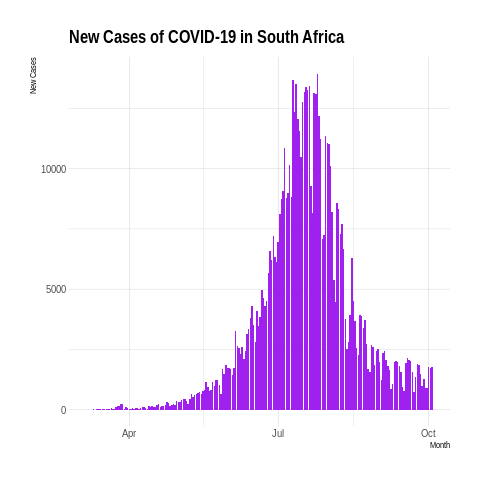 New Cases of COVID-19 in South Africa
New Cases
10000
5000
0
Apr
Jul
Oct
Month